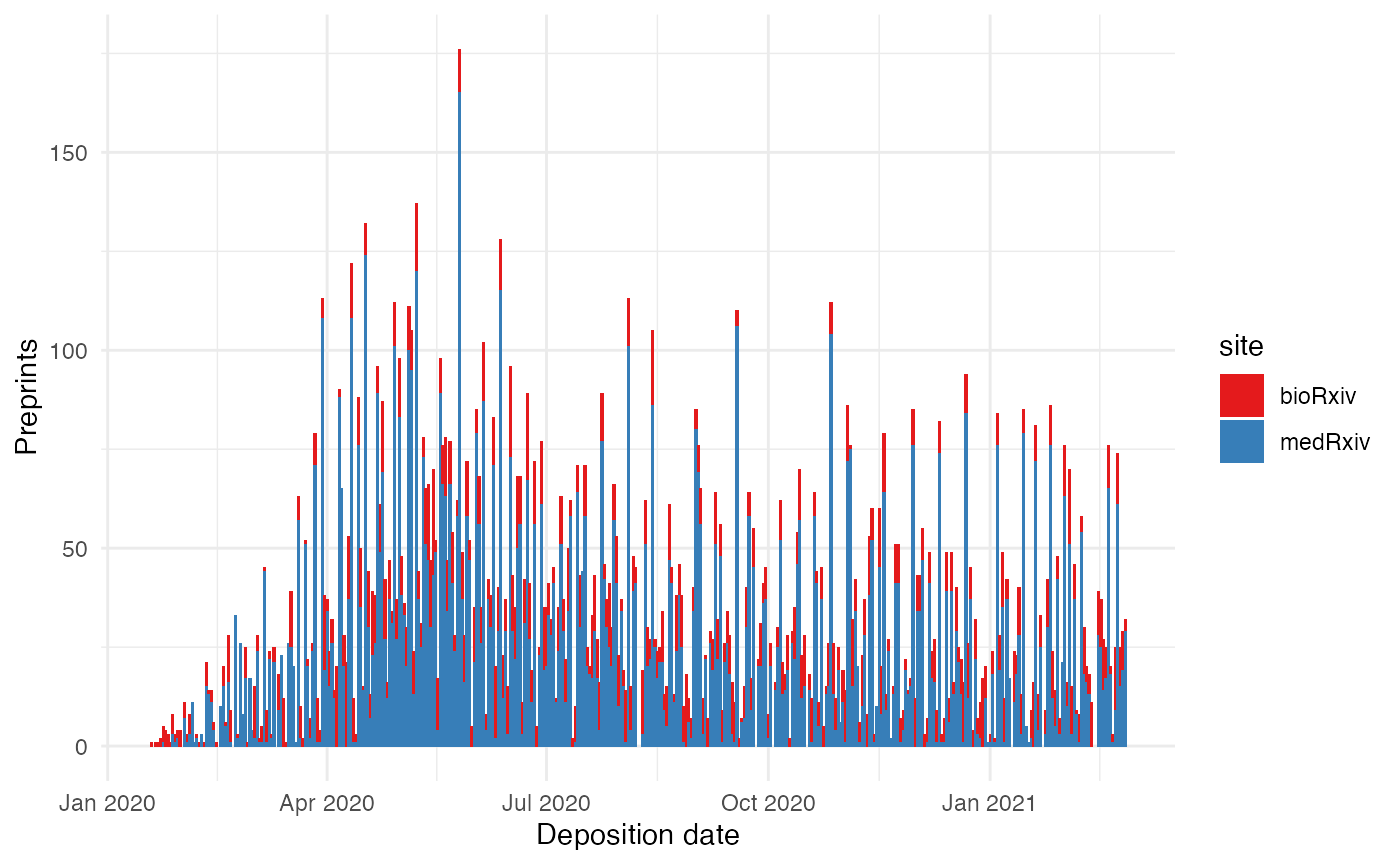 Preprints
150
100
50
0
Jan 2020
Apr 2020
Jul 2020
Oct 2020
Jan 2021
Deposition date
site
bioRxiv
medRxiv